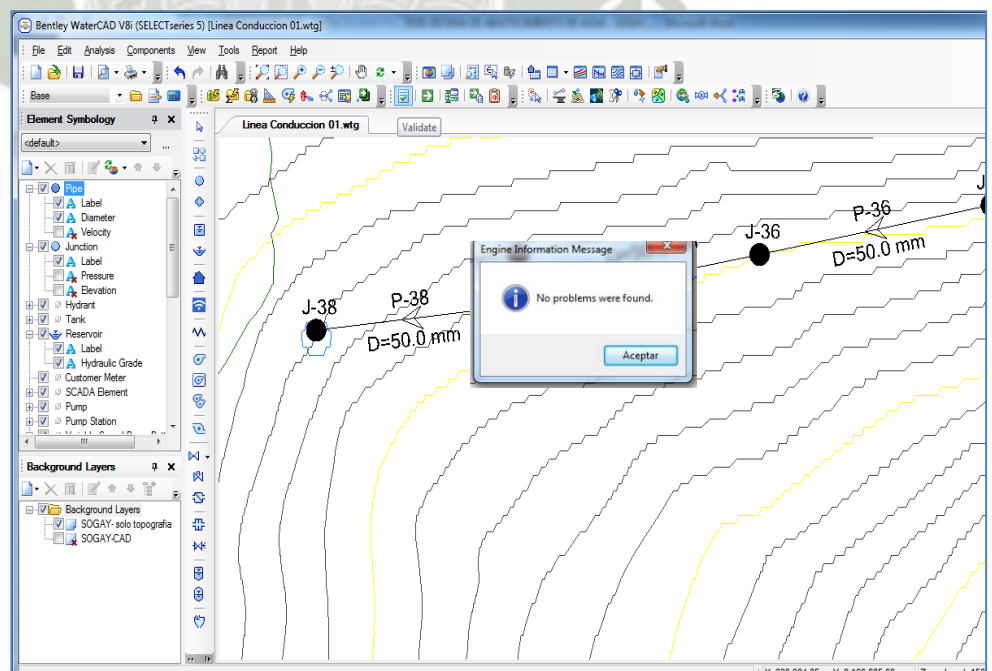 Bentley WaterCAD V8i (SELECTseries 5) [Linea Conduccion 01.wtg]
File Edit Analysis Components View Tools Report Help
Base
Element Symbology
Linea Conduccion 01.wtg
Validate
<default>
...
Pipe
Label
Diameter
Velocity
Junction
Label
Pressure
Elevation
Hydrant
Tank
Reservoir
Label
Hydraulic Grade
Customer Meter
SCADA Element
Pump
Pump Station
Background Layers
Background Layers
SOGAY- solo topografia
SOGAY-CAD
J-38
P-38
D=50.0 mm
Engine Information Message
No problems were found.
Aceptar
J-36
P-36
D=50.0 mm